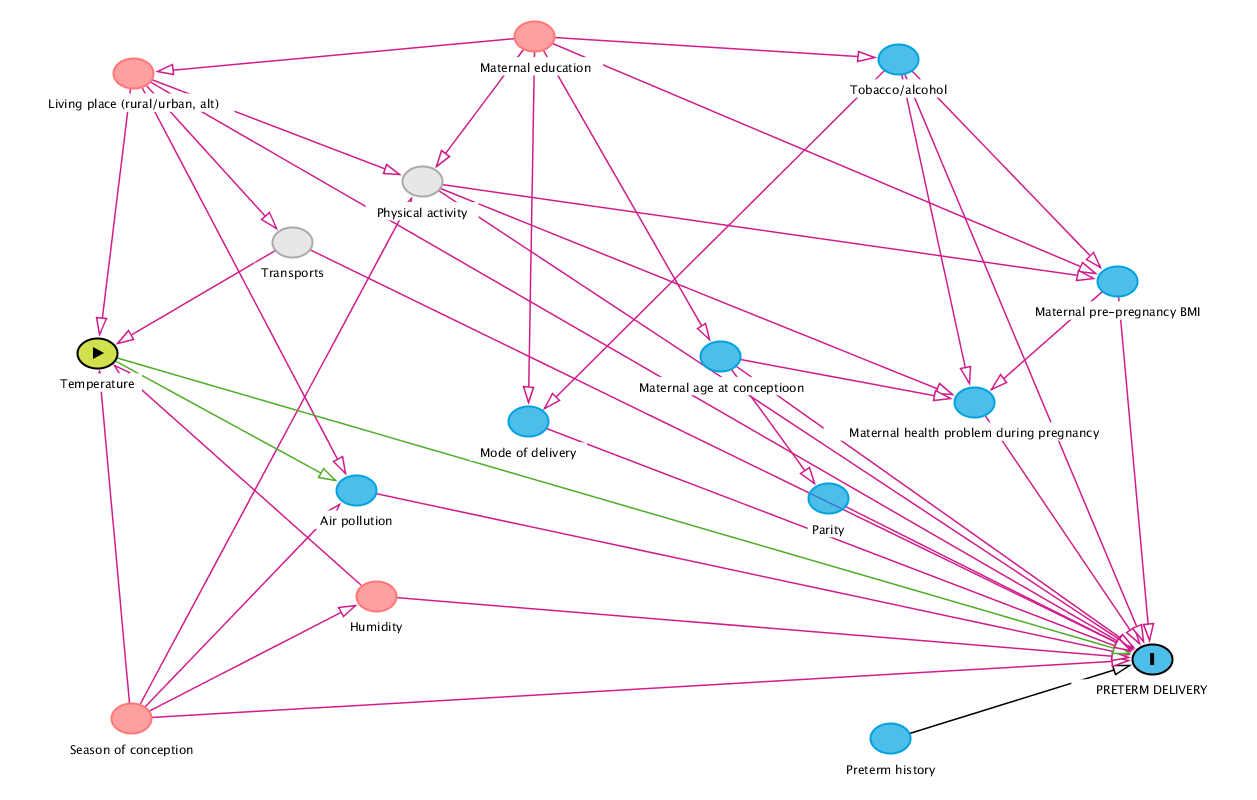 Maternal education
Tobacco/alcohol
Living place (rural/urban, alt)
Physical activity
Transports
Maternal pre-pregnancy BMI
Temperature
Maternal age at conceptioon
Maternal health problem during pregnancy
Mode of delivery
Air pollution
Parity
Humidity
PRETERM DELIVERY
Season of conception
Preterm history